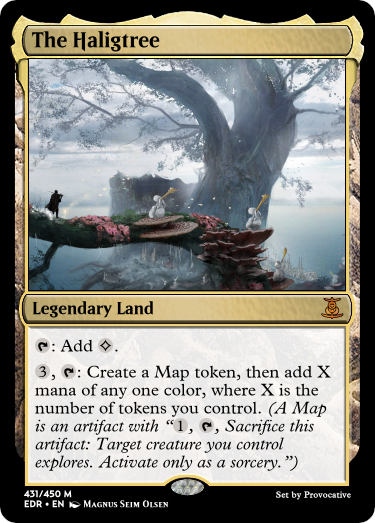 The Haligtree
Legendary Land
: Add .
3, : Create a Map token, then add X
mana of any one color, where X is the
number of tokens you control. (A Map
is an artifact with “1, , Sacrifice this
artifact: Target creature you control
explores. Activate only as a sorcery.”)
431/450 M
EDR • EN Magnus Seim Olsen
Set by Provocative